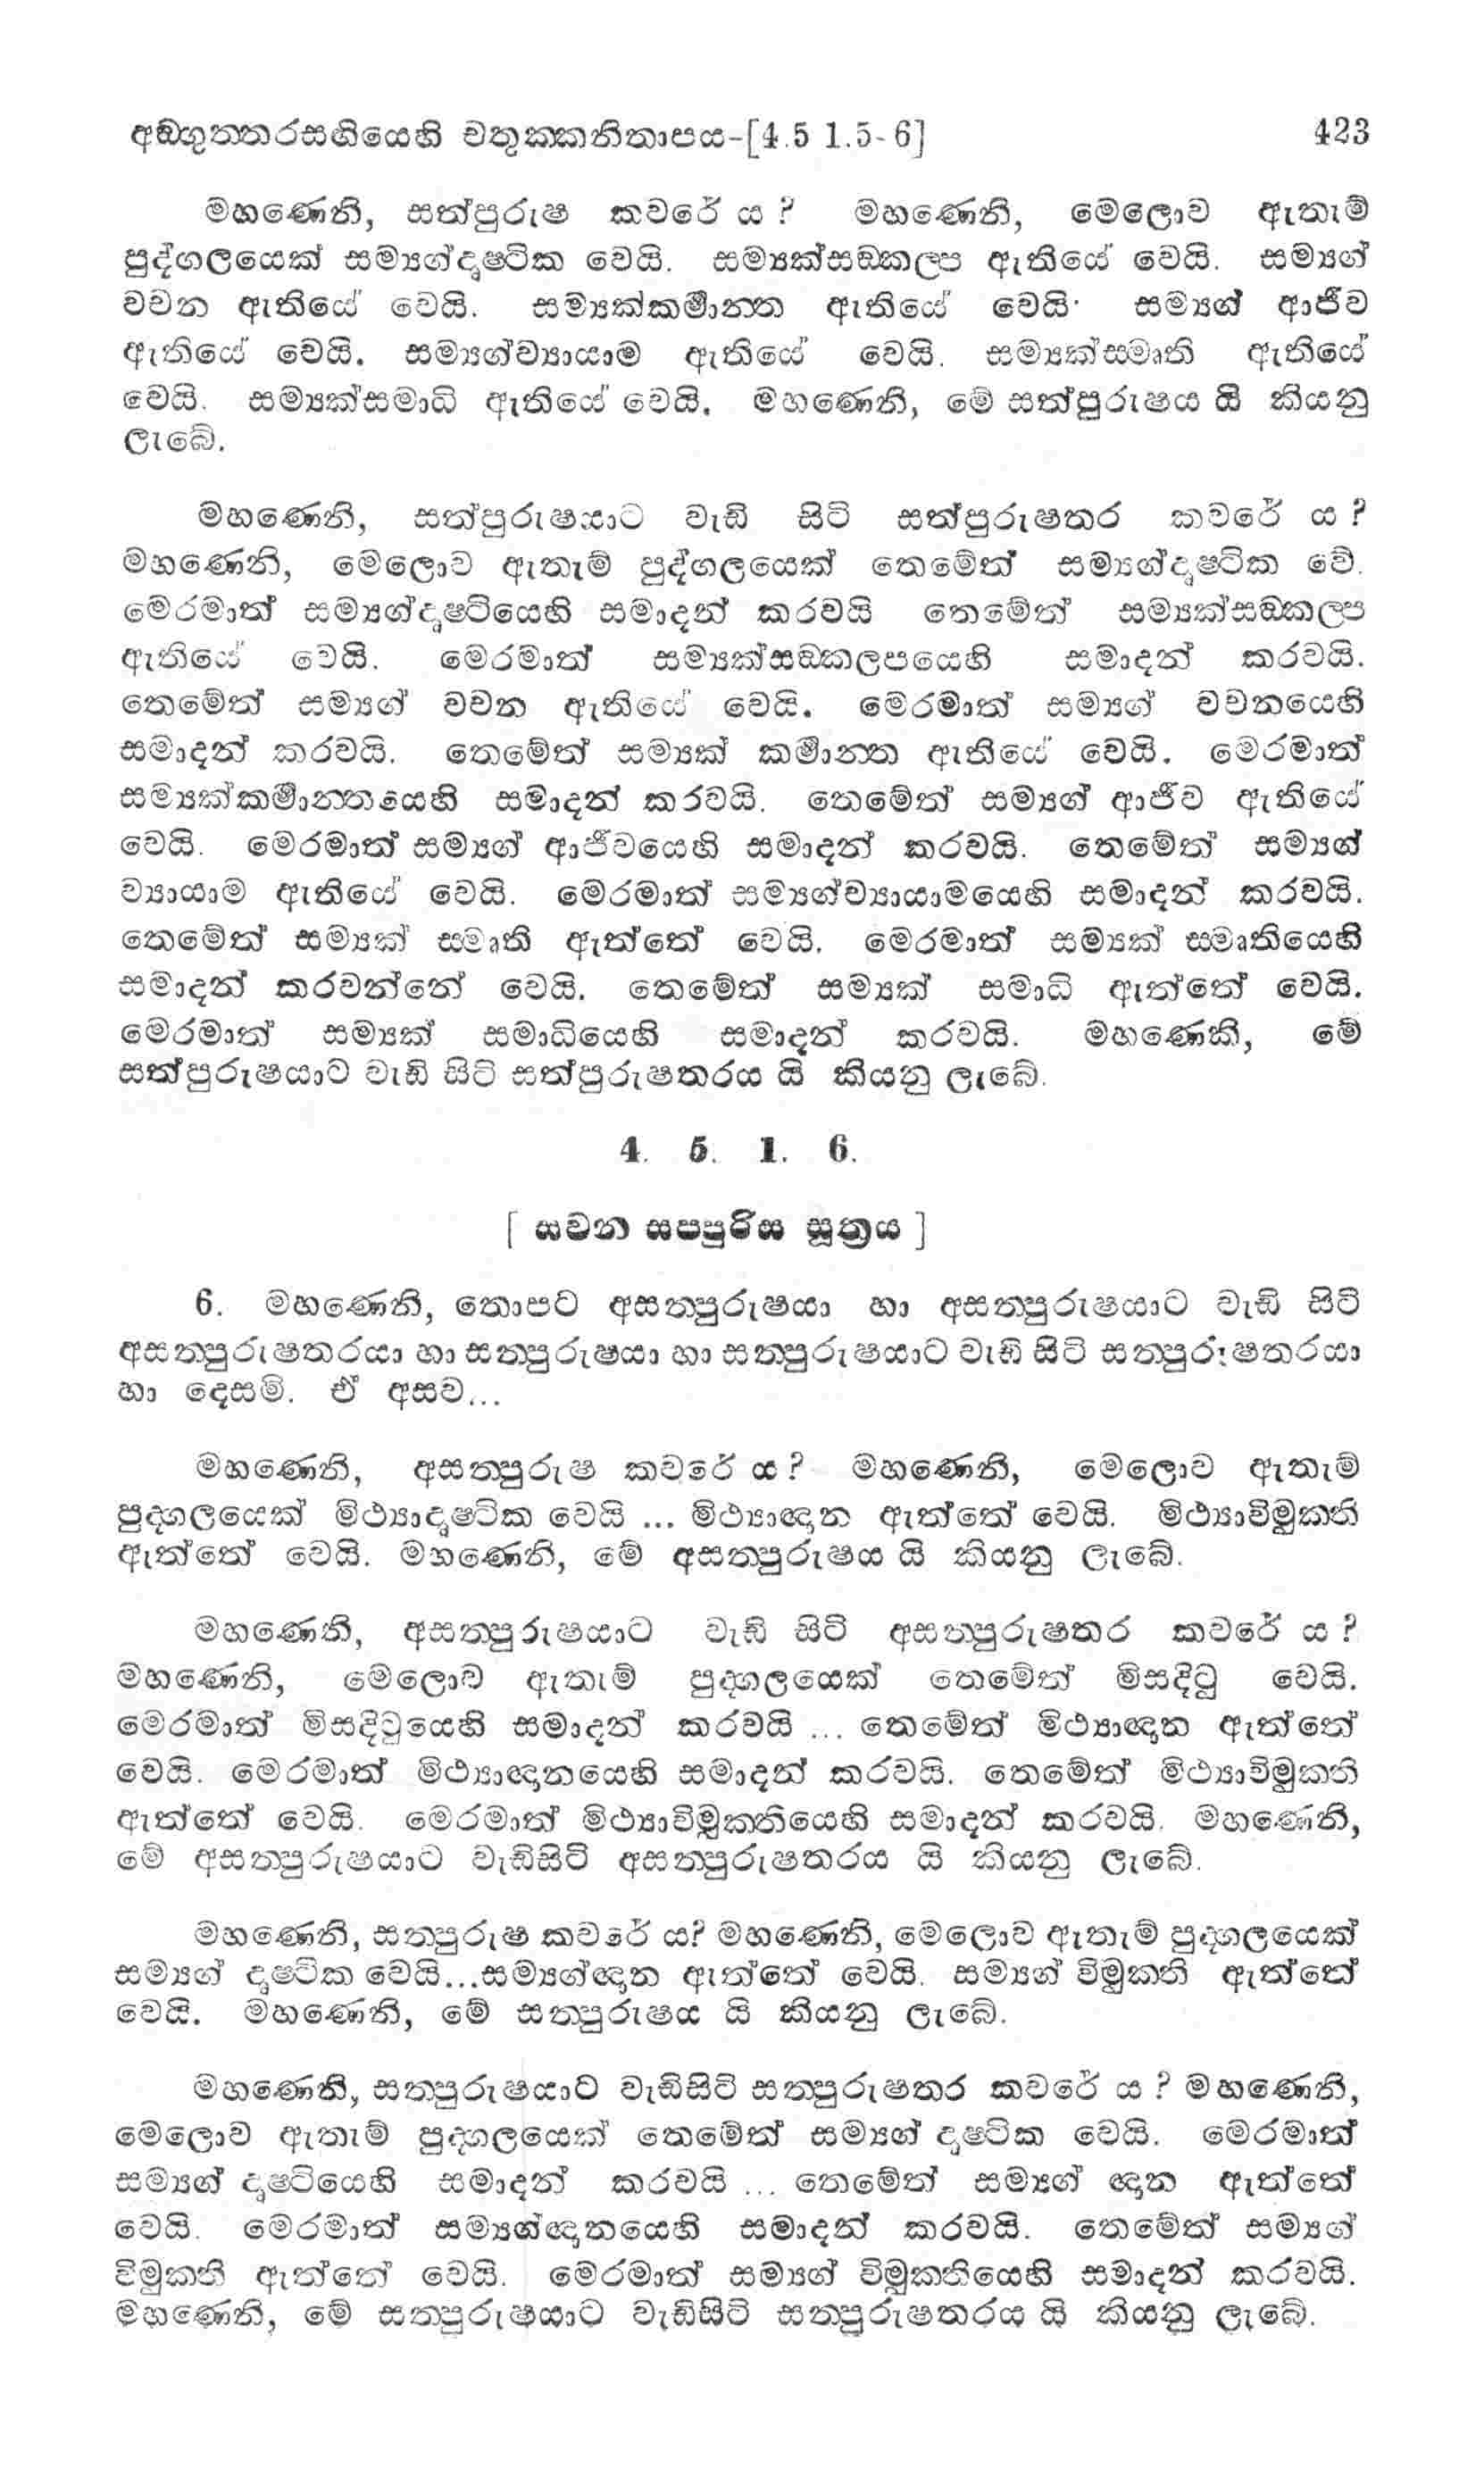 අඞ්ගුත්තරසඟියෙහි චතුක්කනිතාපය-[4.5 1.5-6] 423
මහණෙනි, සත්පුරුෂ කවරේ ය ? මහණෙනි, මෙලොව ඇතැම්
පුද්ගලයෙක් සම්‍යග්දෘෂ්ටික වෙයි. සම්‍යක්සඞ්කල්ප ඇතියේ වෙයි. සම්‍යග්
වචන ඇතියේ වෙයි. සම්‍යක්කර්‍මාන්ත ඇතියේ වෙයි. සම්‍යග් ආජීව
ඇතියේ වෙයි. සම්‍යග්ව්‍යායාම ඇතියේ වෙයි. සම්‍යක්ස්මෘති ඇතියේ
වෙයි. සම්‍යක්සමාධි ඇතියේ වෙයි. මහණෙනි, මේ සත්පුරුෂය යි කියනු
ලැබේ.
මහණෙනි, සත්පුරුෂයාට වැඩි සිටි සත්පුරුෂතර කවරේ ය ?
මහණෙනි, මෙලොව ඇතැම් පුද්ගලයෙක් තෙමේත් සම්‍යග්දෘෂ්ටික වේ.
මෙරමාත් සම්‍යග්දෘෂ්ටියෙහි සමාදන් කරවයි තෙමේත් සම්‍යක්සඞ්කල්ප
ඇතියේ වෙයි. මෙරමාත් සම්‍යක්සඞ්කල්පයෙහි සමාදන් කරවයි.
තෙමේත් සම්‍යග් වචන ඇතියේ වෙයි. මෙරමාත් සම්‍යග් වචනයෙහි
සමාදන් කරවයි. තෙමේත් සම්‍යක් කර්‍මාන්ත ඇතියේ වෙයි. මෙරමාත්
සම්‍යක්කර්‍මාන්තයෙහි සමාදන් කරවයි. තෙමේත් සම්‍යග් ආජීව ඇතියේ
වෙයි. මෙරමාත් සම්‍යග් ආජීවයෙහි සමාදන් කරවයි. තෙමේත් සම්‍යග්
ව්‍යායාම ඇතියේ වෙයි. මෙරමාත් සම්‍යග්ව්‍යායාමයෙහි සමාදන් කරවයි.
තෙමේත් සම්‍යක් ස්මෘති ඇත්තේ වෙයි. මෙරමාත් සම්‍යක් ස්මෘතියෙහි
සමාදන් කරවන්නේ වෙයි. තෙමේත් සම්‍යක් සමාධි ඇත්තේ වෙයි.
මෙරමාත් සම්‍යක් සමාධියෙහි සමාදන් කරවයි. මහණෙකි, මේ
සත්පුරුෂයාට වැඩි සිටි සත්පුරුෂතරය යි කියනු ලැබේ.
4. 5. 1. 6.
[ සවන සප්පුරිස සූත්‍රය ]
6. මහණෙනි, තොපට අසත්පුරුෂයා හා අසත්පුරුෂයාට වැඩි සිටි
අසත්පුරුෂතරයා හා සත්පුරුෂයා හා සත්පුරුෂයාට වැඩි සිටි සත්පුරුෂතරයා
හා දෙසමි. ඒ අසව...
මහණෙනි, අසත්පුරුෂ කවරේ ය ? මහණෙනි, මෙලොව ඇතැම්
පුද්ගලයෙක් මිථ්‍යාදෘෂ්ටික වෙයි ... මිථ්‍යාඥාන ඇත්තේ වෙයි. මිථ්‍යාවිමුක්ති
ඇත්තේ වෙයි. මහණෙනි, මේ අසත්පුරුෂය යි කියනු ලැබේ.
මහණෙනි, අසත්පුරුෂයාට වැඩි සිටි අසත්පුරුෂතර කවරේ ය ?
මහණෙනි, මෙලොව ඇතැම් පුද්ගලයෙක් තෙමේත් මිසදිටු වෙයි.
මෙරමාත් මිසදිටුයෙහි සමාදන් කරවයි ... තෙමේත් මිථ්‍යාඥාන ඇත්තේ
වෙයි. මෙරමාත් මිථ්‍යාඥානයෙහි සමාදන් කරවයි. තෙමේත් මිථ්‍යාවිමුක්ති
ඇත්තේ වෙයි. මෙරමාත් මිථ්‍යාවිමුක්තියෙහි සමාදන් කරවයි. මහණෙනි,
මේ අසත්පුරුෂයාට වැඩිසිටි අසත්පුරුෂතරය යි කියනු ලැබේ.
මහණෙනි, සත්පුරුෂ කවරේ ය? මහණෙනි, මෙලොව ඇතැම් පුද්ගලයෙක්
සම්‍යග් දෘෂ්ටික වෙයි...සම්‍යග්ඥාන ඇත්තේ වෙයි. සම්‍යග් විමුක්ති ඇත්තේ
වෙයි. මහණෙනි, මේ සත්පුරුෂය යි කියනු ලැබේ.
මහණෙනි, සත්පුරුෂයාට වැඩිසිටි සත්පුරුෂතර කවරේ ය ? මහණෙනි,
මෙලොව ඇතැම් පුද්ගලයෙක් තෙමේත් සම්‍යග් දෘෂ්ටික වෙයි. මෙරමාත්
සම්‍යග් දෘෂ්ටියෙහි සමාදන් කරවයි ... තෙමේත් සම්‍යග් ඥාන ඇත්තේ
වෙයි. මෙරමාත් සම්‍යග්ඥානයෙහි සමාදන් කරවයි. තෙමේත් සම්‍යග්
විමුක්ති ඇත්තේ වෙයි. මෙරමාත් සම්‍යග් විමුක්තියෙහි සමාදන් කරවයි.
මහණෙනි, මේ සත්පුරුෂයාට වැඩිසිටි සත්පුරුෂතරය යි කියනු ලැබේ.